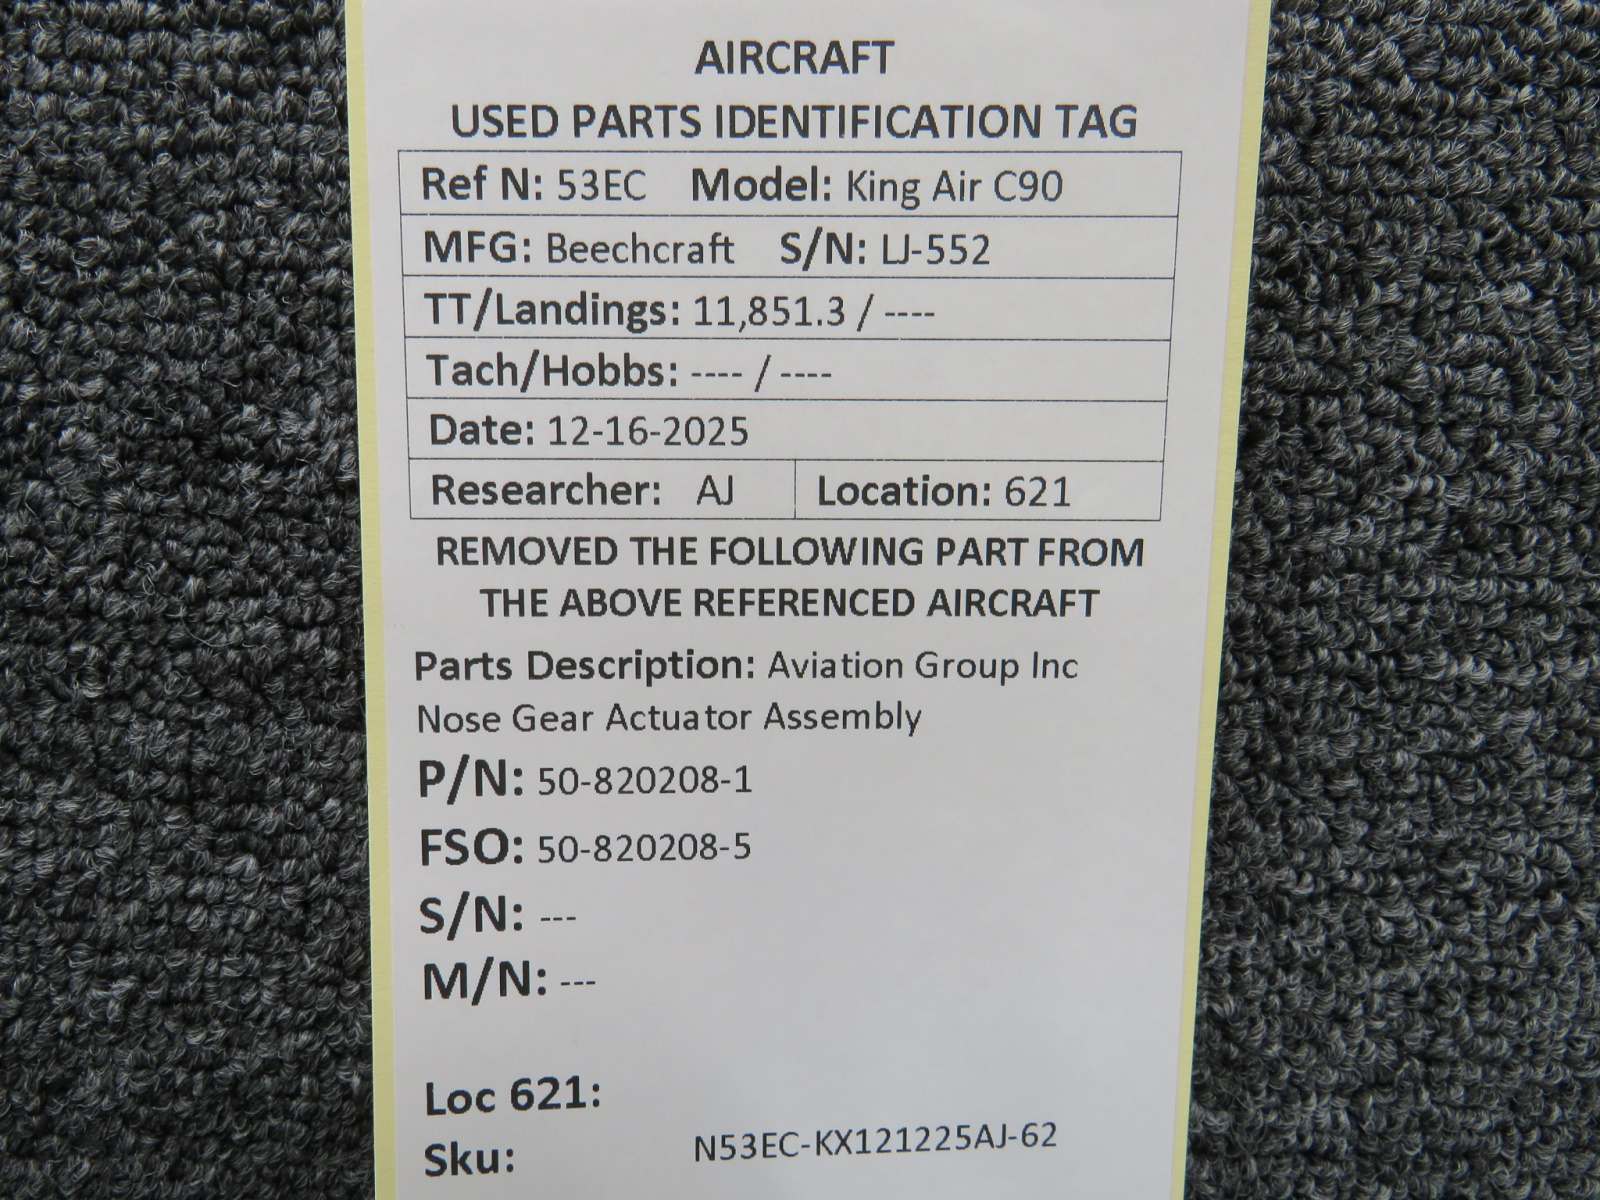 AIRCRAFT
USED PARTS IDENTIFICATION TAG
Ref N: 53EC Model: King Air C90
MFG: Beechcraft S/N: LJ-552
TT/Landings: 11,851.3 / ----
Tach/Hobbs: ---- / ----
Date: 12-16-2025
Researcher: AJ Location: 621
REMOVED THE FOLLOWING PART FROM
THE ABOVE REFERENCED AIRCRAFT
Parts Description: Aviation Group Inc
Nose Gear Actuator Assembly
P/N: 50-820208-1
FSO: 50-820208-5
S/N: ---
M/N: ---
Loc 621:
Sku: N53EC-KX121225AJ-62